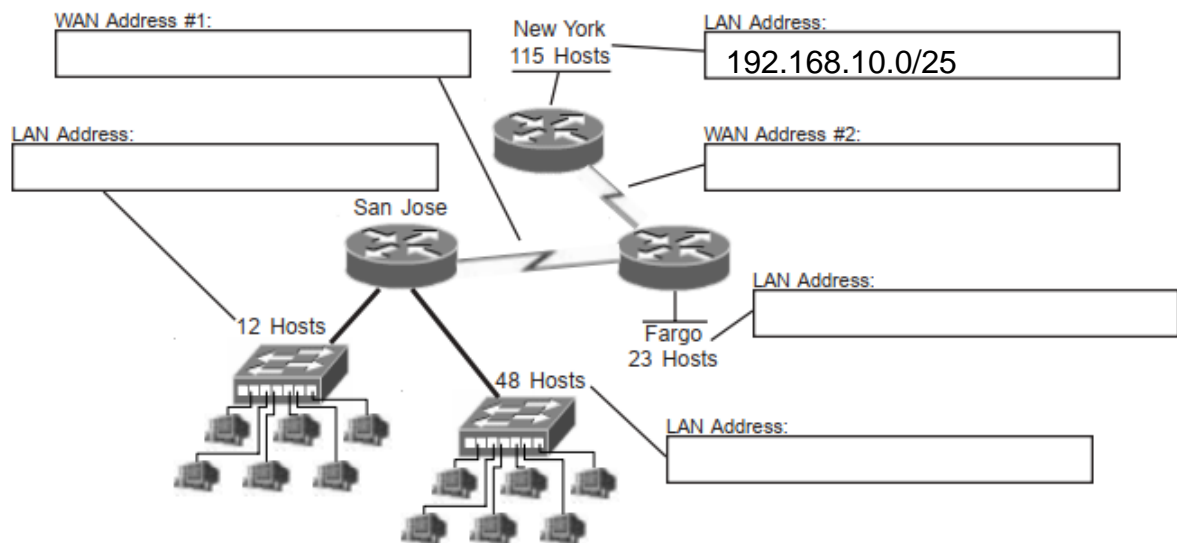 WAN Address #1:
New York
115 Hosts
LAN Address:
192.168.10.0/25
LAN Address:
WAN Address #2:
San Jose
LAN Address:
12 Hosts
Fargo
23 Hosts
48 Hosts
LAN Address: